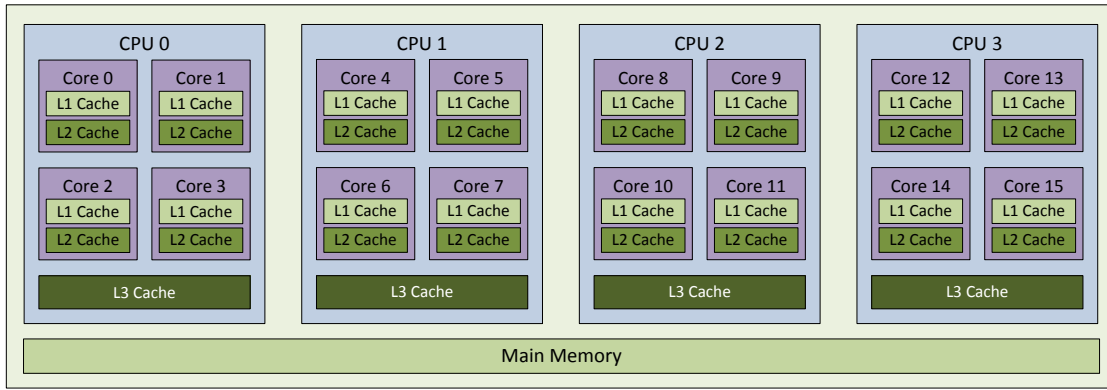 CPU 0
CPU 1
CPU 2
CPU 3
Core 0
Core 1
Core 4
Core 5
Core 8
Core 9
Core 12
Core 13
L1 Cache
L1 Cache
L1 Cache
L1 Cache
L1 Cache
L1 Cache
L1 Cache
L1 Cache
L2 Cache
L2 Cache
L2 Cache
L2 Cache
L2 Cache
L2 Cache
L2 Cache
L2 Cache
Core 2
Core 3
Core 6
Core 7
Core 10
Core 11
Core 14
Core 15
L1 Cache
L1 Cache
L1 Cache
L1 Cache
L1 Cache
L1 Cache
L1 Cache
L1 Cache
L2 Cache
L2 Cache
L2 Cache
L2 Cache
L2 Cache
L2 Cache
L2 Cache
L2 Cache
L3 Cache
L3 Cache
L3 Cache
L3 Cache
Main Memory